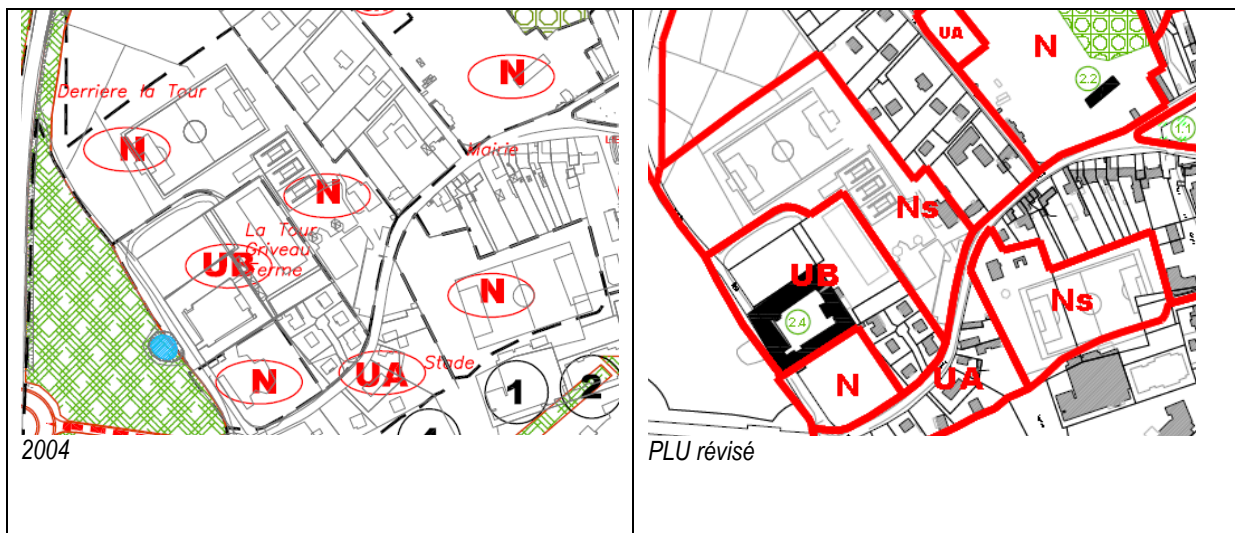 N
N
Derriere la Tour
N
Mairie
N
La Tour
Griveau
Ferme
UB
N
N
UA
Stade
1
2
2004
UA
N
2.2
1.1
Ns
UB
2.4
Ns
N
UA
PLU révisé